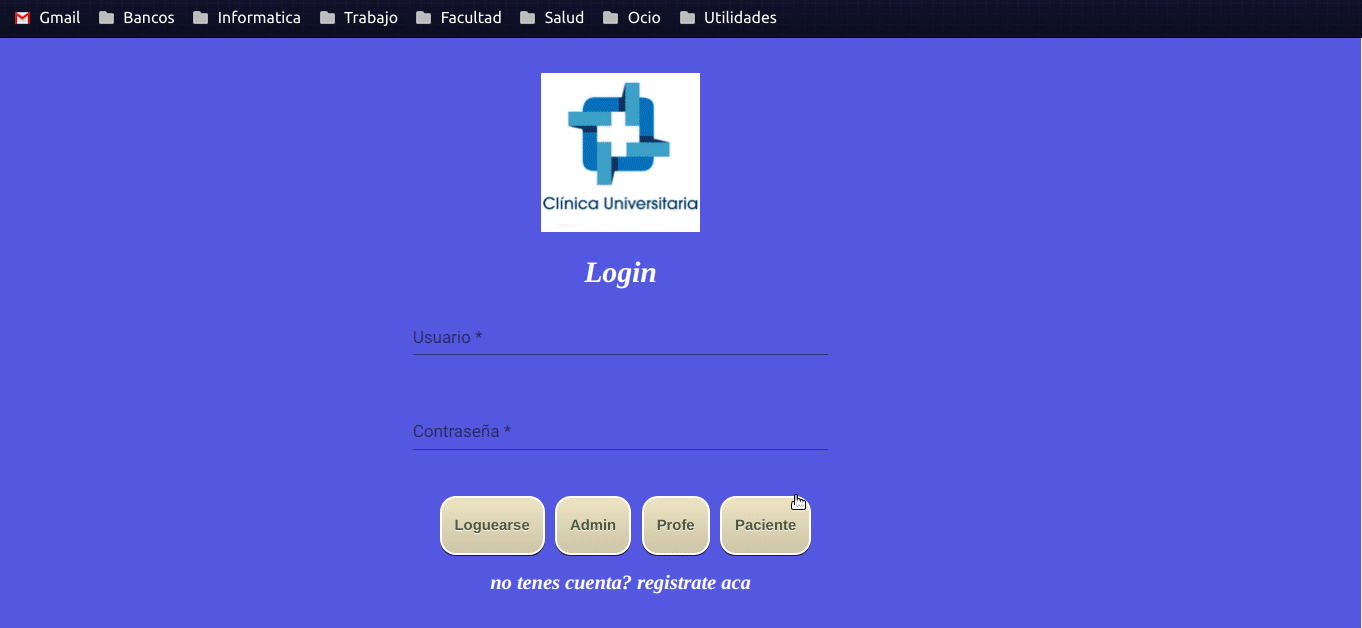 Gmail Bancos Informatica Trabajo Facultad Salud Ocio Utilidades
Clínica Universitaria
Login
Usuario *
Contraseña *
Loguearse Admin Profe Paciente
no tenes cuenta? registrate aca